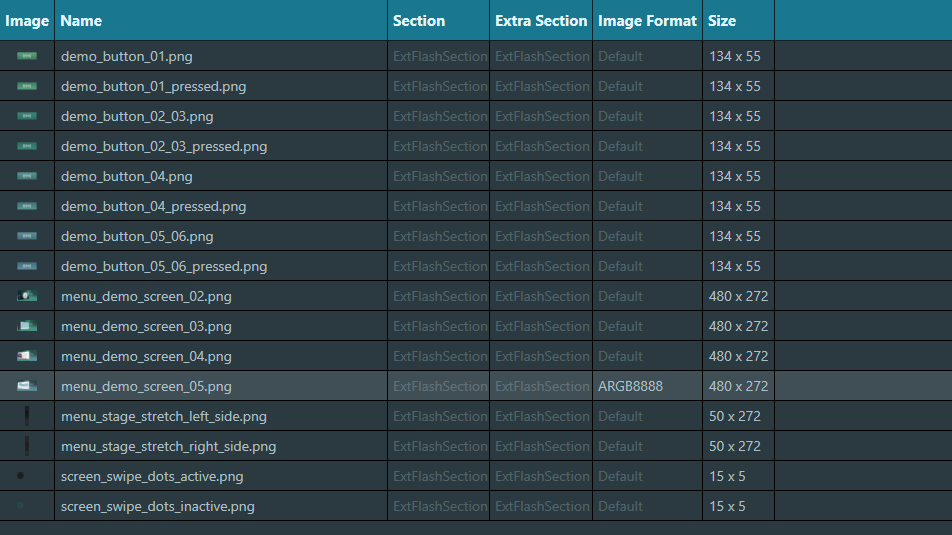 Image Name Section Extra Section Image Format Size
demo_button_01.png ExtFlashSection ExtFlashSection Default 134 x 55
demo_button_01_pressed.png ExtFlashSection ExtFlashSection Default 134 x 55
demo_button_02_03.png ExtFlashSection ExtFlashSection Default 134 x 55
demo_button_02_03_pressed.png ExtFlashSection ExtFlashSection Default 134 x 55
demo_button_04.png ExtFlashSection ExtFlashSection Default 134 x 55
demo_button_04_pressed.png ExtFlashSection ExtFlashSection Default 134 x 55
demo_button_05_06.png ExtFlashSection ExtFlashSection Default 134 x 55
demo_button_05_06_pressed.png ExtFlashSection ExtFlashSection Default 134 x 55
menu_demo_screen_02.png ExtFlashSection ExtFlashSection Default 480 x 272
menu_demo_screen_03.png ExtFlashSection ExtFlashSection Default 480 x 272
menu_demo_screen_04.png ExtFlashSection ExtFlashSection Default 480 x 272
menu_demo_screen_05.png ExtFlashSection ExtFlashSection ARGB8888 480 x 272
menu_stage_stretch_left_side.png ExtFlashSection ExtFlashSection Default 50 x 272
menu_stage_stretch_right_side.png ExtFlashSection ExtFlashSection Default 50 x 272
screen_swipe_dots_active.png ExtFlashSection ExtFlashSection Default 15 x 5
screen_swipe_dots_inactive.png ExtFlashSection ExtFlashSection Default 15 x 5